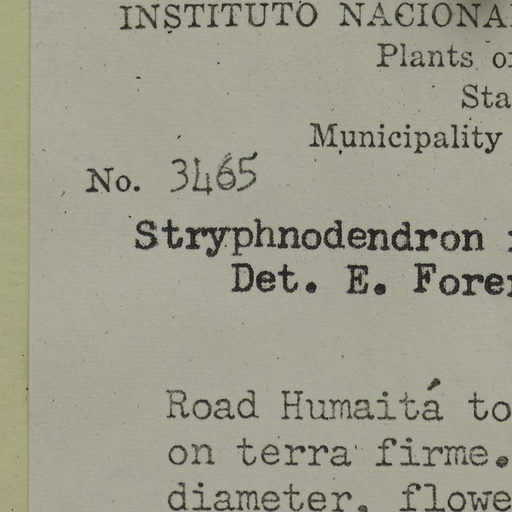 INSTITUTO NACIONA
Plants o
Sta
Municipality
No. 3465
Stryphnodendron
Det. E. Fore
Road Humaitá to
on terra firme.
diameter, flowe